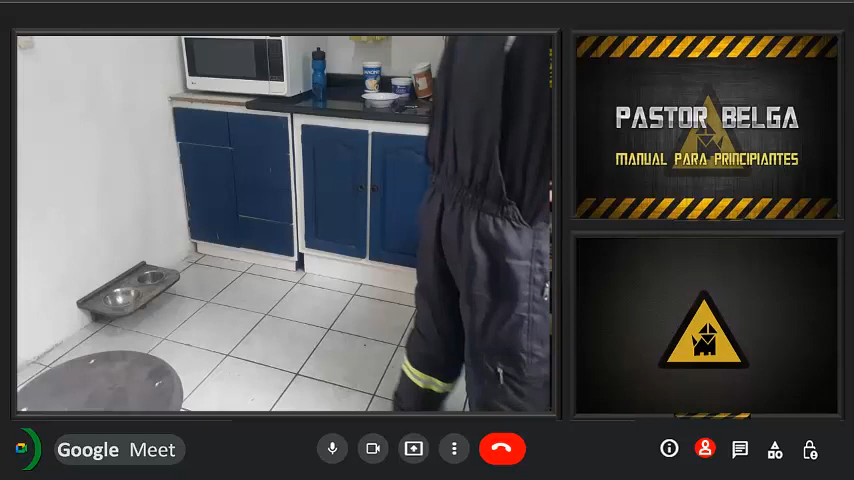 PASTOR BELGA
MANUAL PARA PRINCIPIANTES
Google Meet